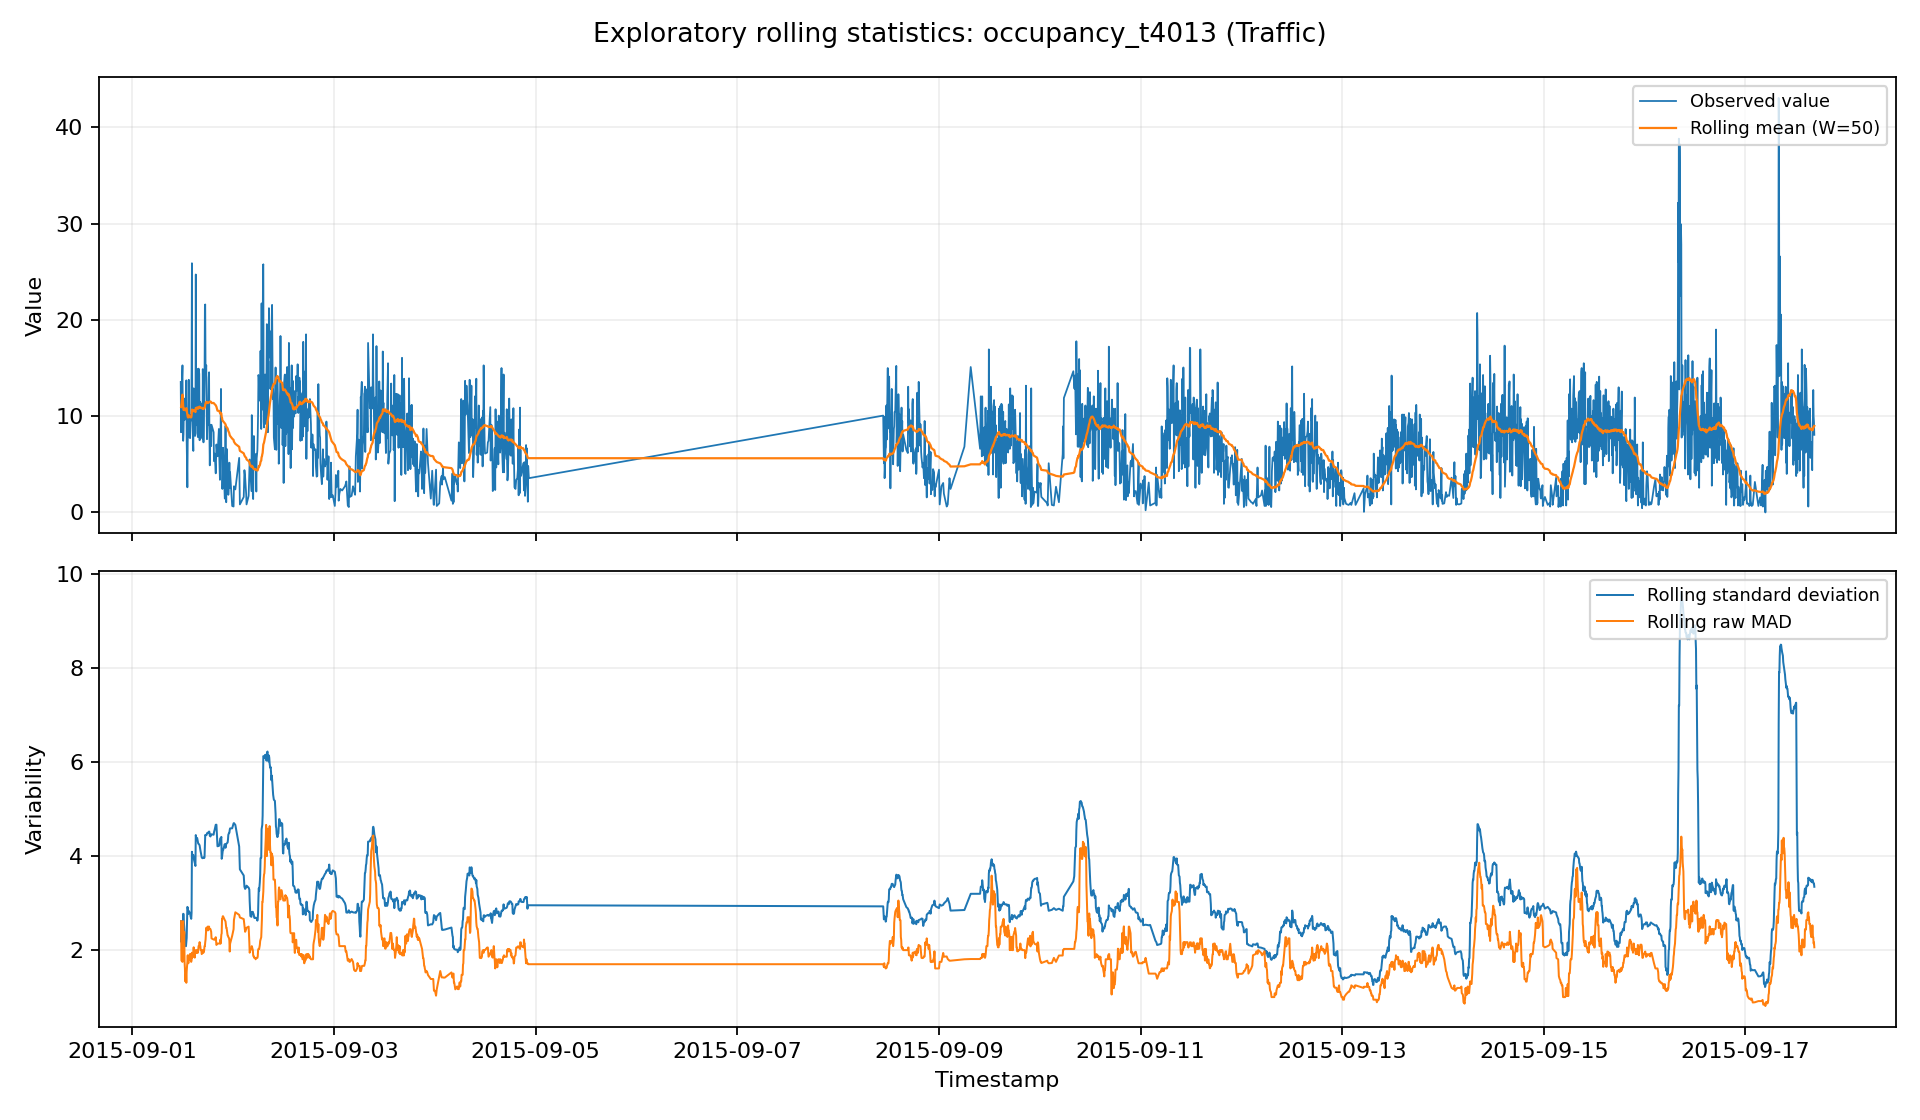 Exploratory rolling statistics: occupancy_t4013 (Traffic)
Observed value
Rolling mean (W=50)
40
30
20
10
0
Value
Rolling standard deviation
Rolling raw MAD
10
8
6
4
2
Variability
2015-09-01 2015-09-03 2015-09-05 2015-09-07 2015-09-09 2015-09-11 2015-09-13 2015-09-15 2015-09-17
Timestamp